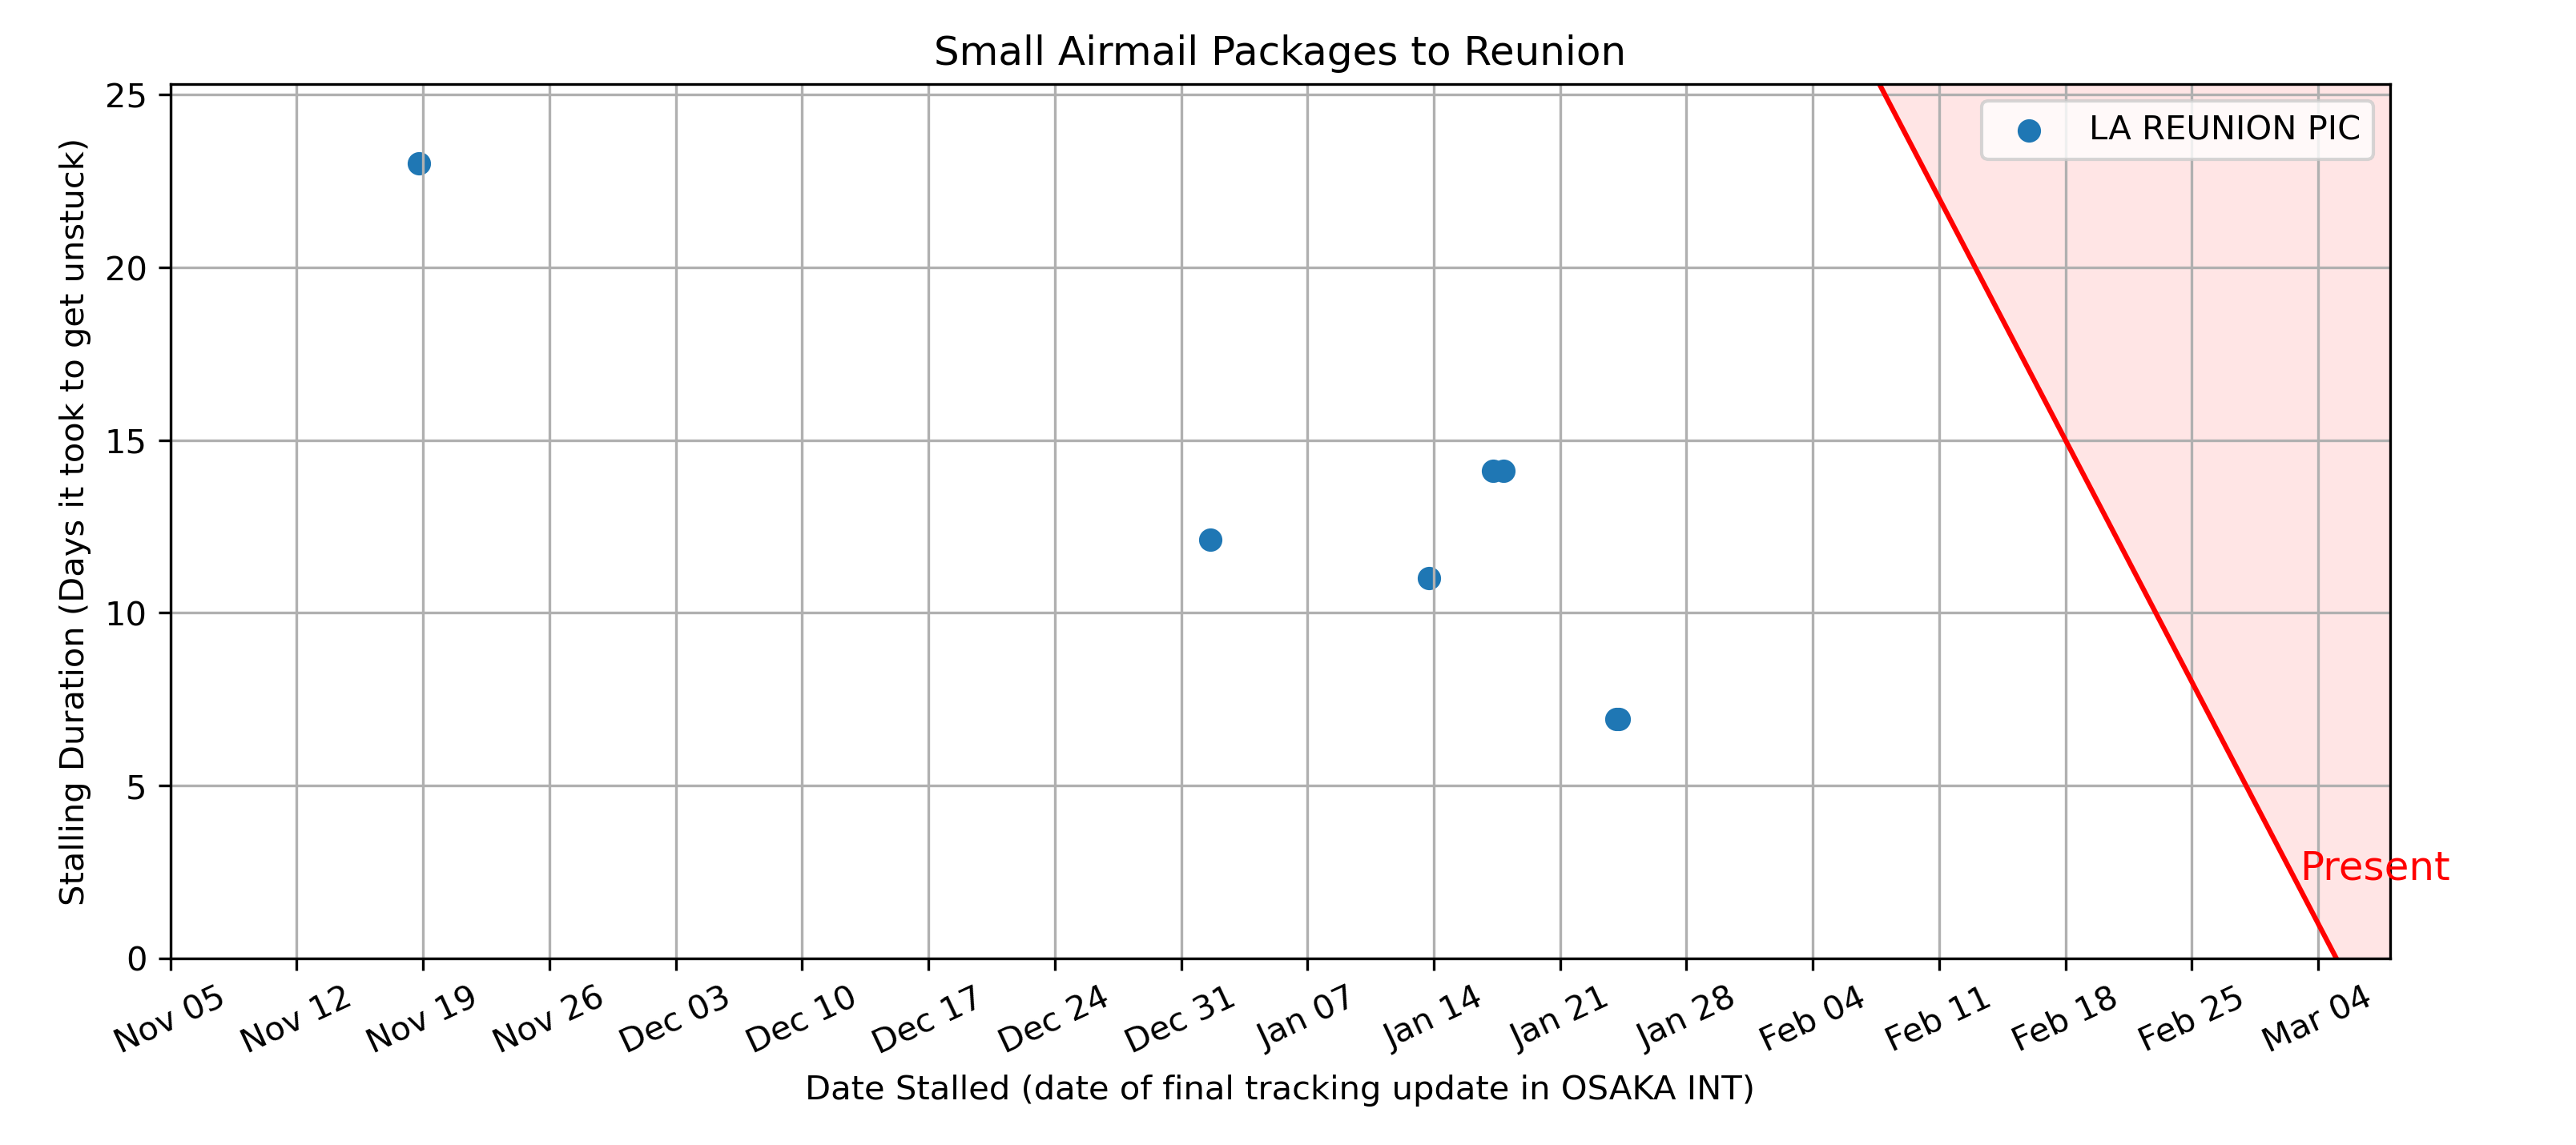 Small Airmail Packages to Reunion
LA REUNION PIC
Stalling Duration (Days it took to get unstuck)
25
20
15
10
5
0
Present
Nov 05
Nov 12
Nov 19
Nov 26
Dec 03
Dec 10
Dec 17
Dec 24
Dec 31
Jan 07
Jan 14
Jan 21
Jan 28
Feb 04
Feb 11
Feb 18
Feb 25
Mar 04
Date Stalled (date of final tracking update in OSAKA INT)